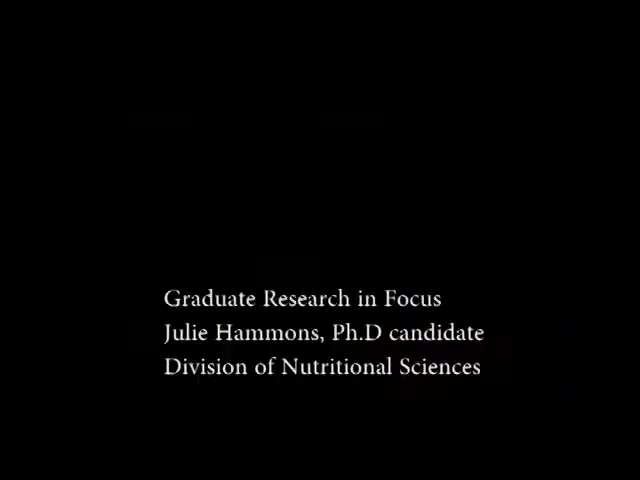 Graduate Research in Focus
Julie Hammons, Ph.D candidate
Division of Nutritional Sciences